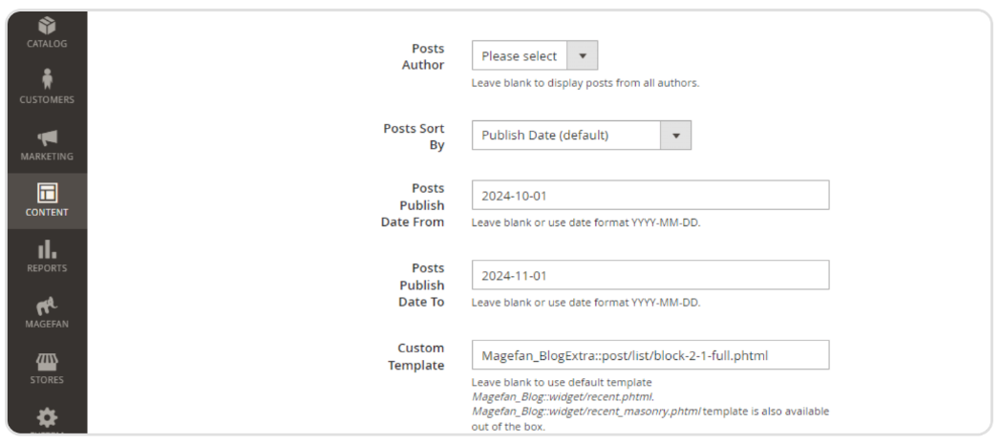 CATALOG
CUSTOMERS
MARKETING
CONTENT
REPORTS
MAGEFAN
STORES
Posts
Author
Please select
Leave blank to display posts from all authors.
Posts Sort
By
Publish Date (default)
Posts
Publish
Date From
2024-10-01
Leave blank or use date format YYYY-MM-DD.
Posts
Publish
Date To
2024-11-01
Leave blank or use date format YYYY-MM-DD.
Custom
Template
Magefan_BlogExtra::post/list/block-2-1-full.phtml
Leave blank to use default template
Magefan_Blog::widget/recent.phtml.
Magefan_Blog::widget/recent_masonry.phtml template is also available
out of the box.